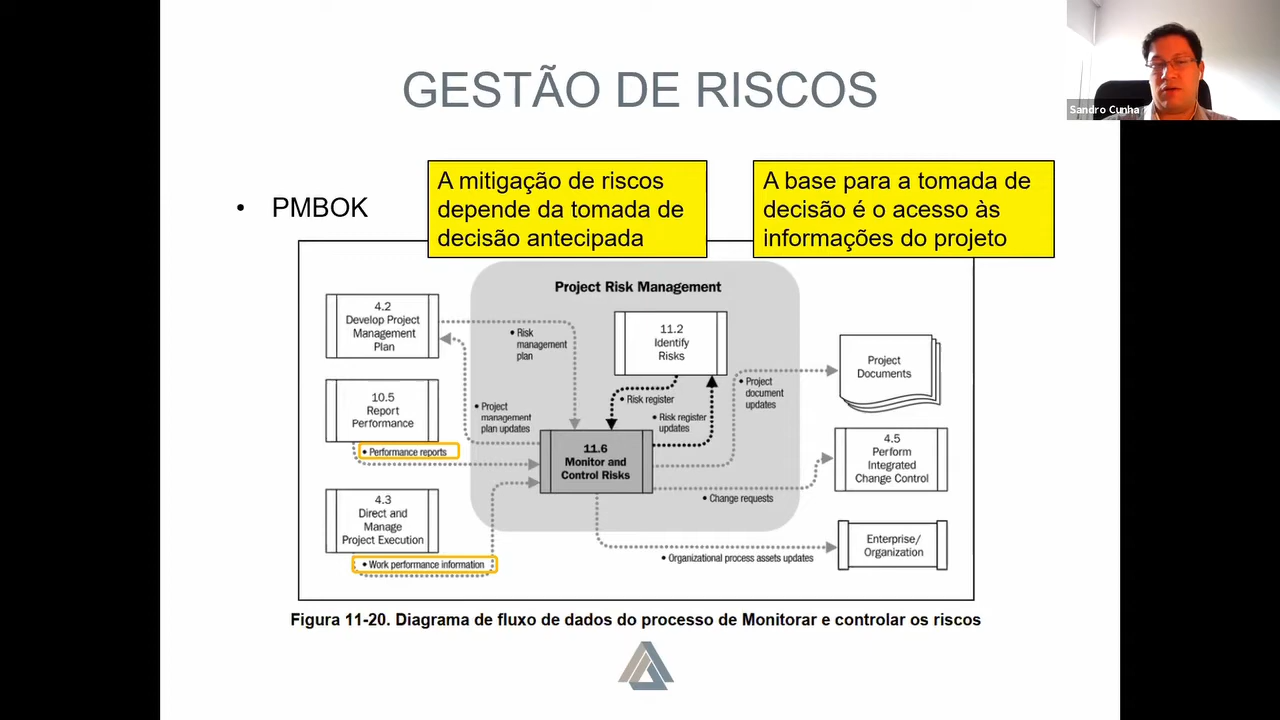 GESTÃO DE RISCOS
Sandro Cunha
• PMBOK
A mitigação de riscos
depende da tomada de
decisão antecipada
A base para a tomada de
decisão é o acesso às
informações do projeto
Project Risk Management
4.2
Develop Project
Management
Plan
• Risk
management
plan
11.2
Identify
Risks
Project
Documents
10.5
Report
Performance
• Performance reports
• Project
management
plan updates
• Risk register
• Risk register
updates
• Project
document
updates
11.6
Monitor and
Control Risks
4.5
Perform
Integrated
Change Control
• Change requests
4.3
Direct and
Manage
Project Execution
• Work performance information
Enterprise/
Organization
• Organizational process assets updates
Figura 11-20. Diagrama de fluxo de dados do processo de Monitorar e controlar os riscos